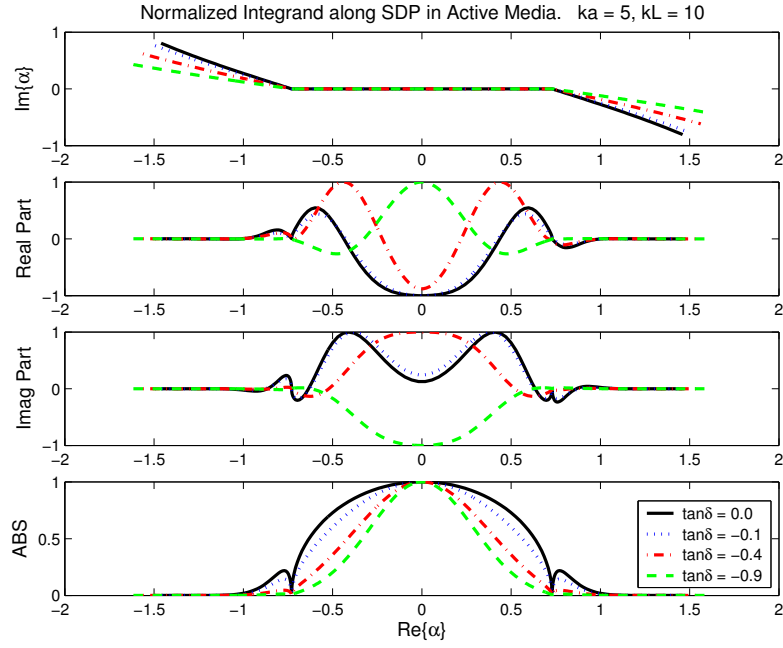 Normalized Integrand along SDP in Active Media. ka = 5, kL = 10
Im{α}
1
0
−1
−2 −1.5 −1 −0.5 0 0.5 1 1.5 2
Real Part
1
0
−1
−2 −1.5 −1 −0.5 0 0.5 1 1.5 2
Imag Part
1
0
−1
−2 −1.5 −1 −0.5 0 0.5 1 1.5 2
ABS
1
0.5
0
tanδ = 0.0
tanδ = −0.1
tanδ = −0.4
tanδ = −0.9
−2 −1.5 −1 −0.5 0 0.5 1 1.5 2
Re{α}